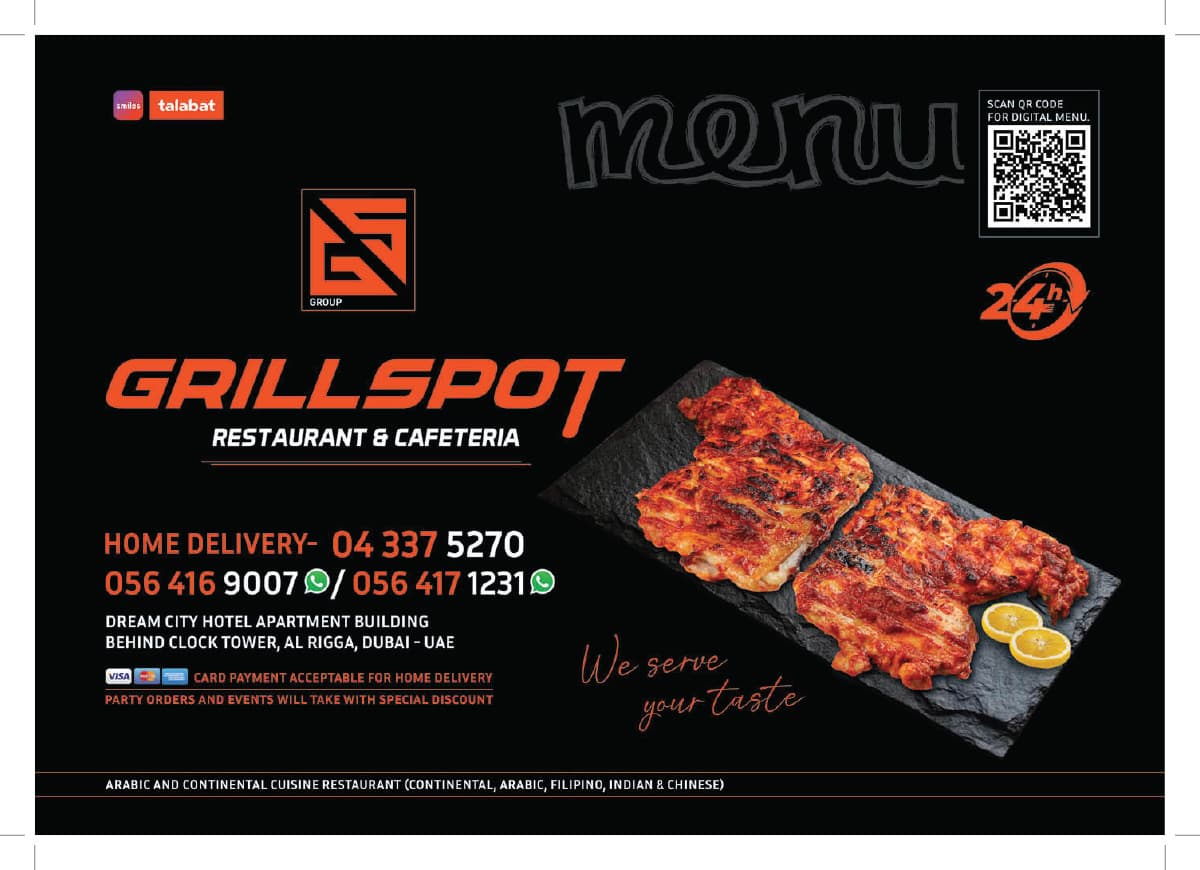 smiles talabat
menu
SCAN QR CODE
FOR DIGITAL MENU.
GS
GROUP
24h
GRILLSPOT
RESTAURANT & CAFETERIA
HOME DELIVERY- 04 337 5270
056 416 9007 / 056 417 1231
DREAM CITY HOTEL APARTMENT BUILDING
BEHIND CLOCK TOWER, AL RIGGA, DUBAI - UAE
VISA CARD PAYMENT ACCEPTABLE FOR HOME DELIVERY
PARTY ORDERS AND EVENTS WILL TAKE WITH SPECIAL DISCOUNT
We serve
your taste
ARABIC AND CONTINENTAL CUISINE RESTAURANT (CONTINENTAL, ARABIC, FILIPINO, INDIAN & CHINESE)